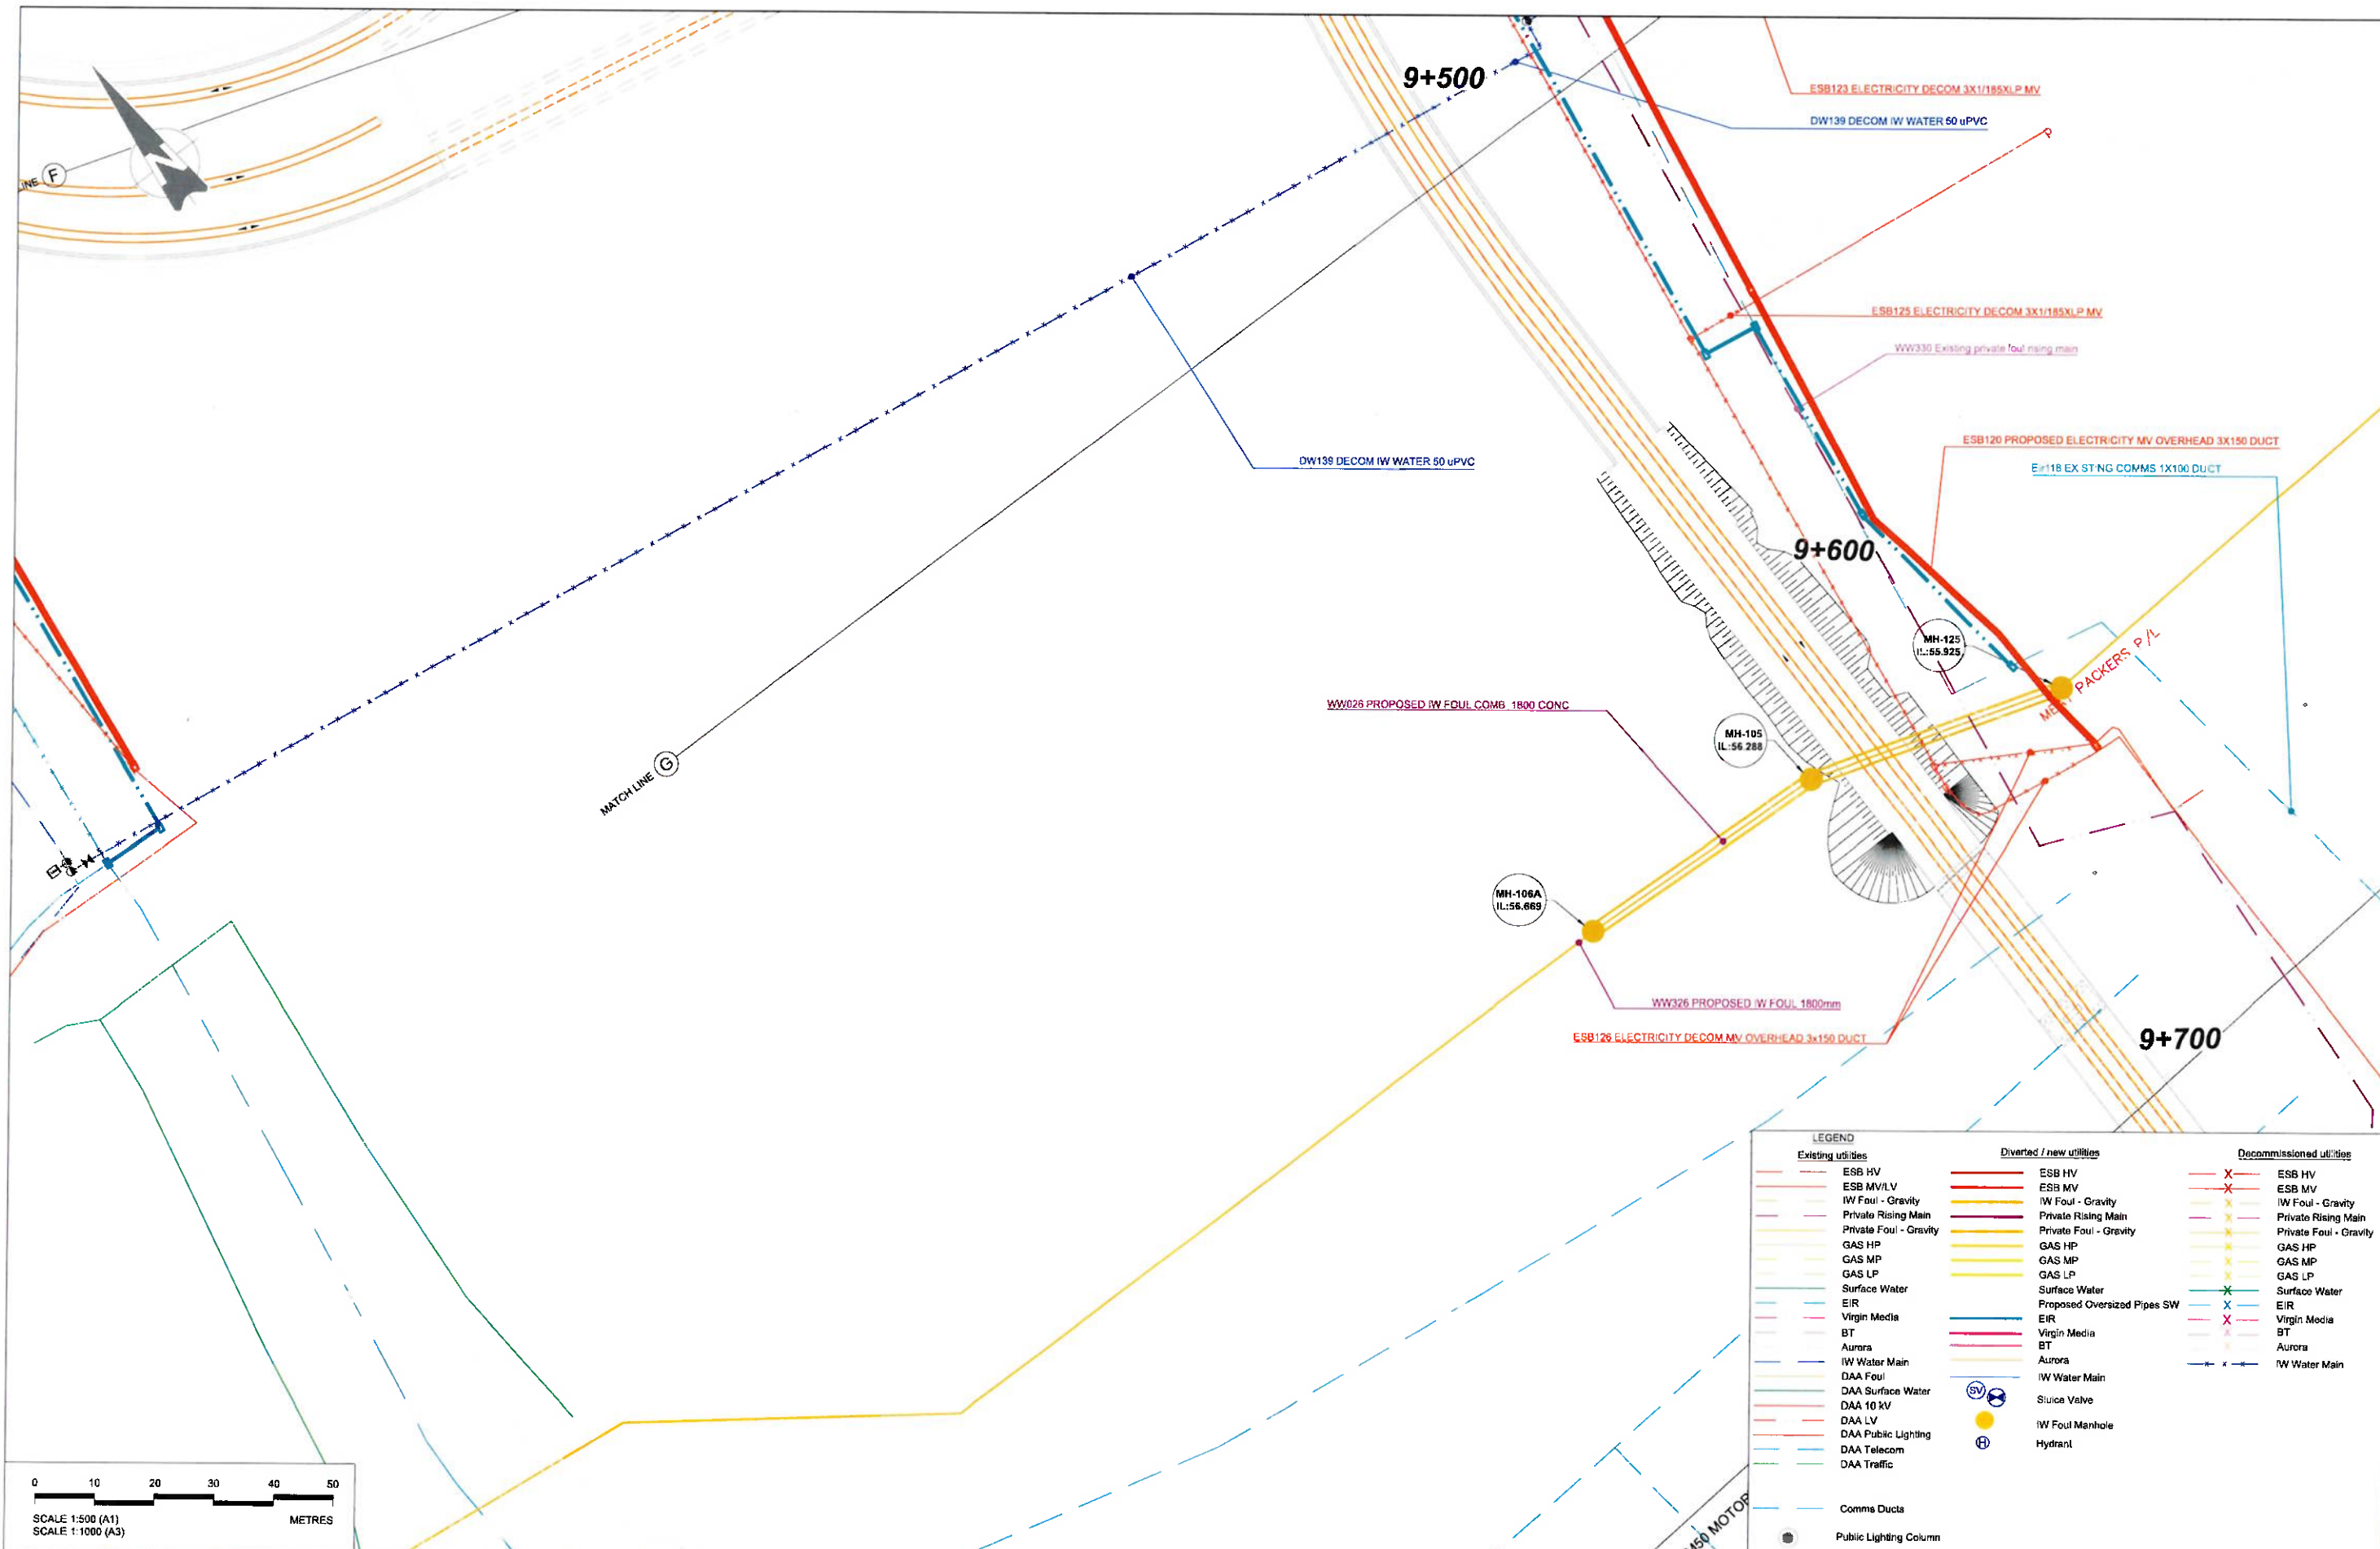 9+500
ESB123 ELECTRICITY DECOM 3X1/185XLP MV
DW139 DECOM IW WATER 50 uPVC
LINE F
P
ESB125 ELECTRICITY DECOM 3X1/185XLP MV
WW330 Existing private foul rising main
ESB120 PROPOSED ELECTRICITY MV OVERHEAD 3X150 DUCT
DW139 DECOM IW WATER 50 uPVC
Eir118 EXISTING COMMS 1X100 DUCT
9+600
MH-125
IL:55.925
PACKERS P/L
WW026 PROPOSED IW FOUL COMB 1800 CONC
MH-105
IL:56.288
MATCH LINE G
MH-106A
IL:56.669
WW326 PROPOSED IW FOUL 1800mm
ESB126 ELECTRICITY DECOM MV OVERHEAD 3x150 DUCT
9+700
LEGEND
Existing utilities
ESB HV
ESB MV/LV
IW Foul - Gravity
Private Rising Main
Private Foul - Gravity
GAS HP
GAS MP
GAS LP
Surface Water
EIR
Virgin Media
BT
Aurora
IW Water Main
DAA Foul
DAA Surface Water
DAA 10 kV
DAA LV
DAA Public Lighting
DAA Telecom
DAA Traffic
Comms Ducts
Public Lighting Column
Diverted / new utilities
ESB HV
ESB MV
IW Foul - Gravity
Private Rising Main
Private Foul - Gravity
GAS HP
GAS MP
GAS LP
Surface Water
Proposed Oversized Pipes SW
EIR
Virgin Media
BT
Aurora
IW Water Main
SV
Sluice Valve
IW Foul Manhole
H
Hydrant
Decommissioned utilities
ESB HV
ESB MV
IW Foul - Gravity
Private Rising Main
Private Foul - Gravity
GAS HP
GAS MP
GAS LP
Surface Water
EIR
Virgin Media
BT
Aurora
IW Water Main
0 10 20 30 40 50
SCALE 1:500 (A1)
METRES
SCALE 1:1000 (A3)